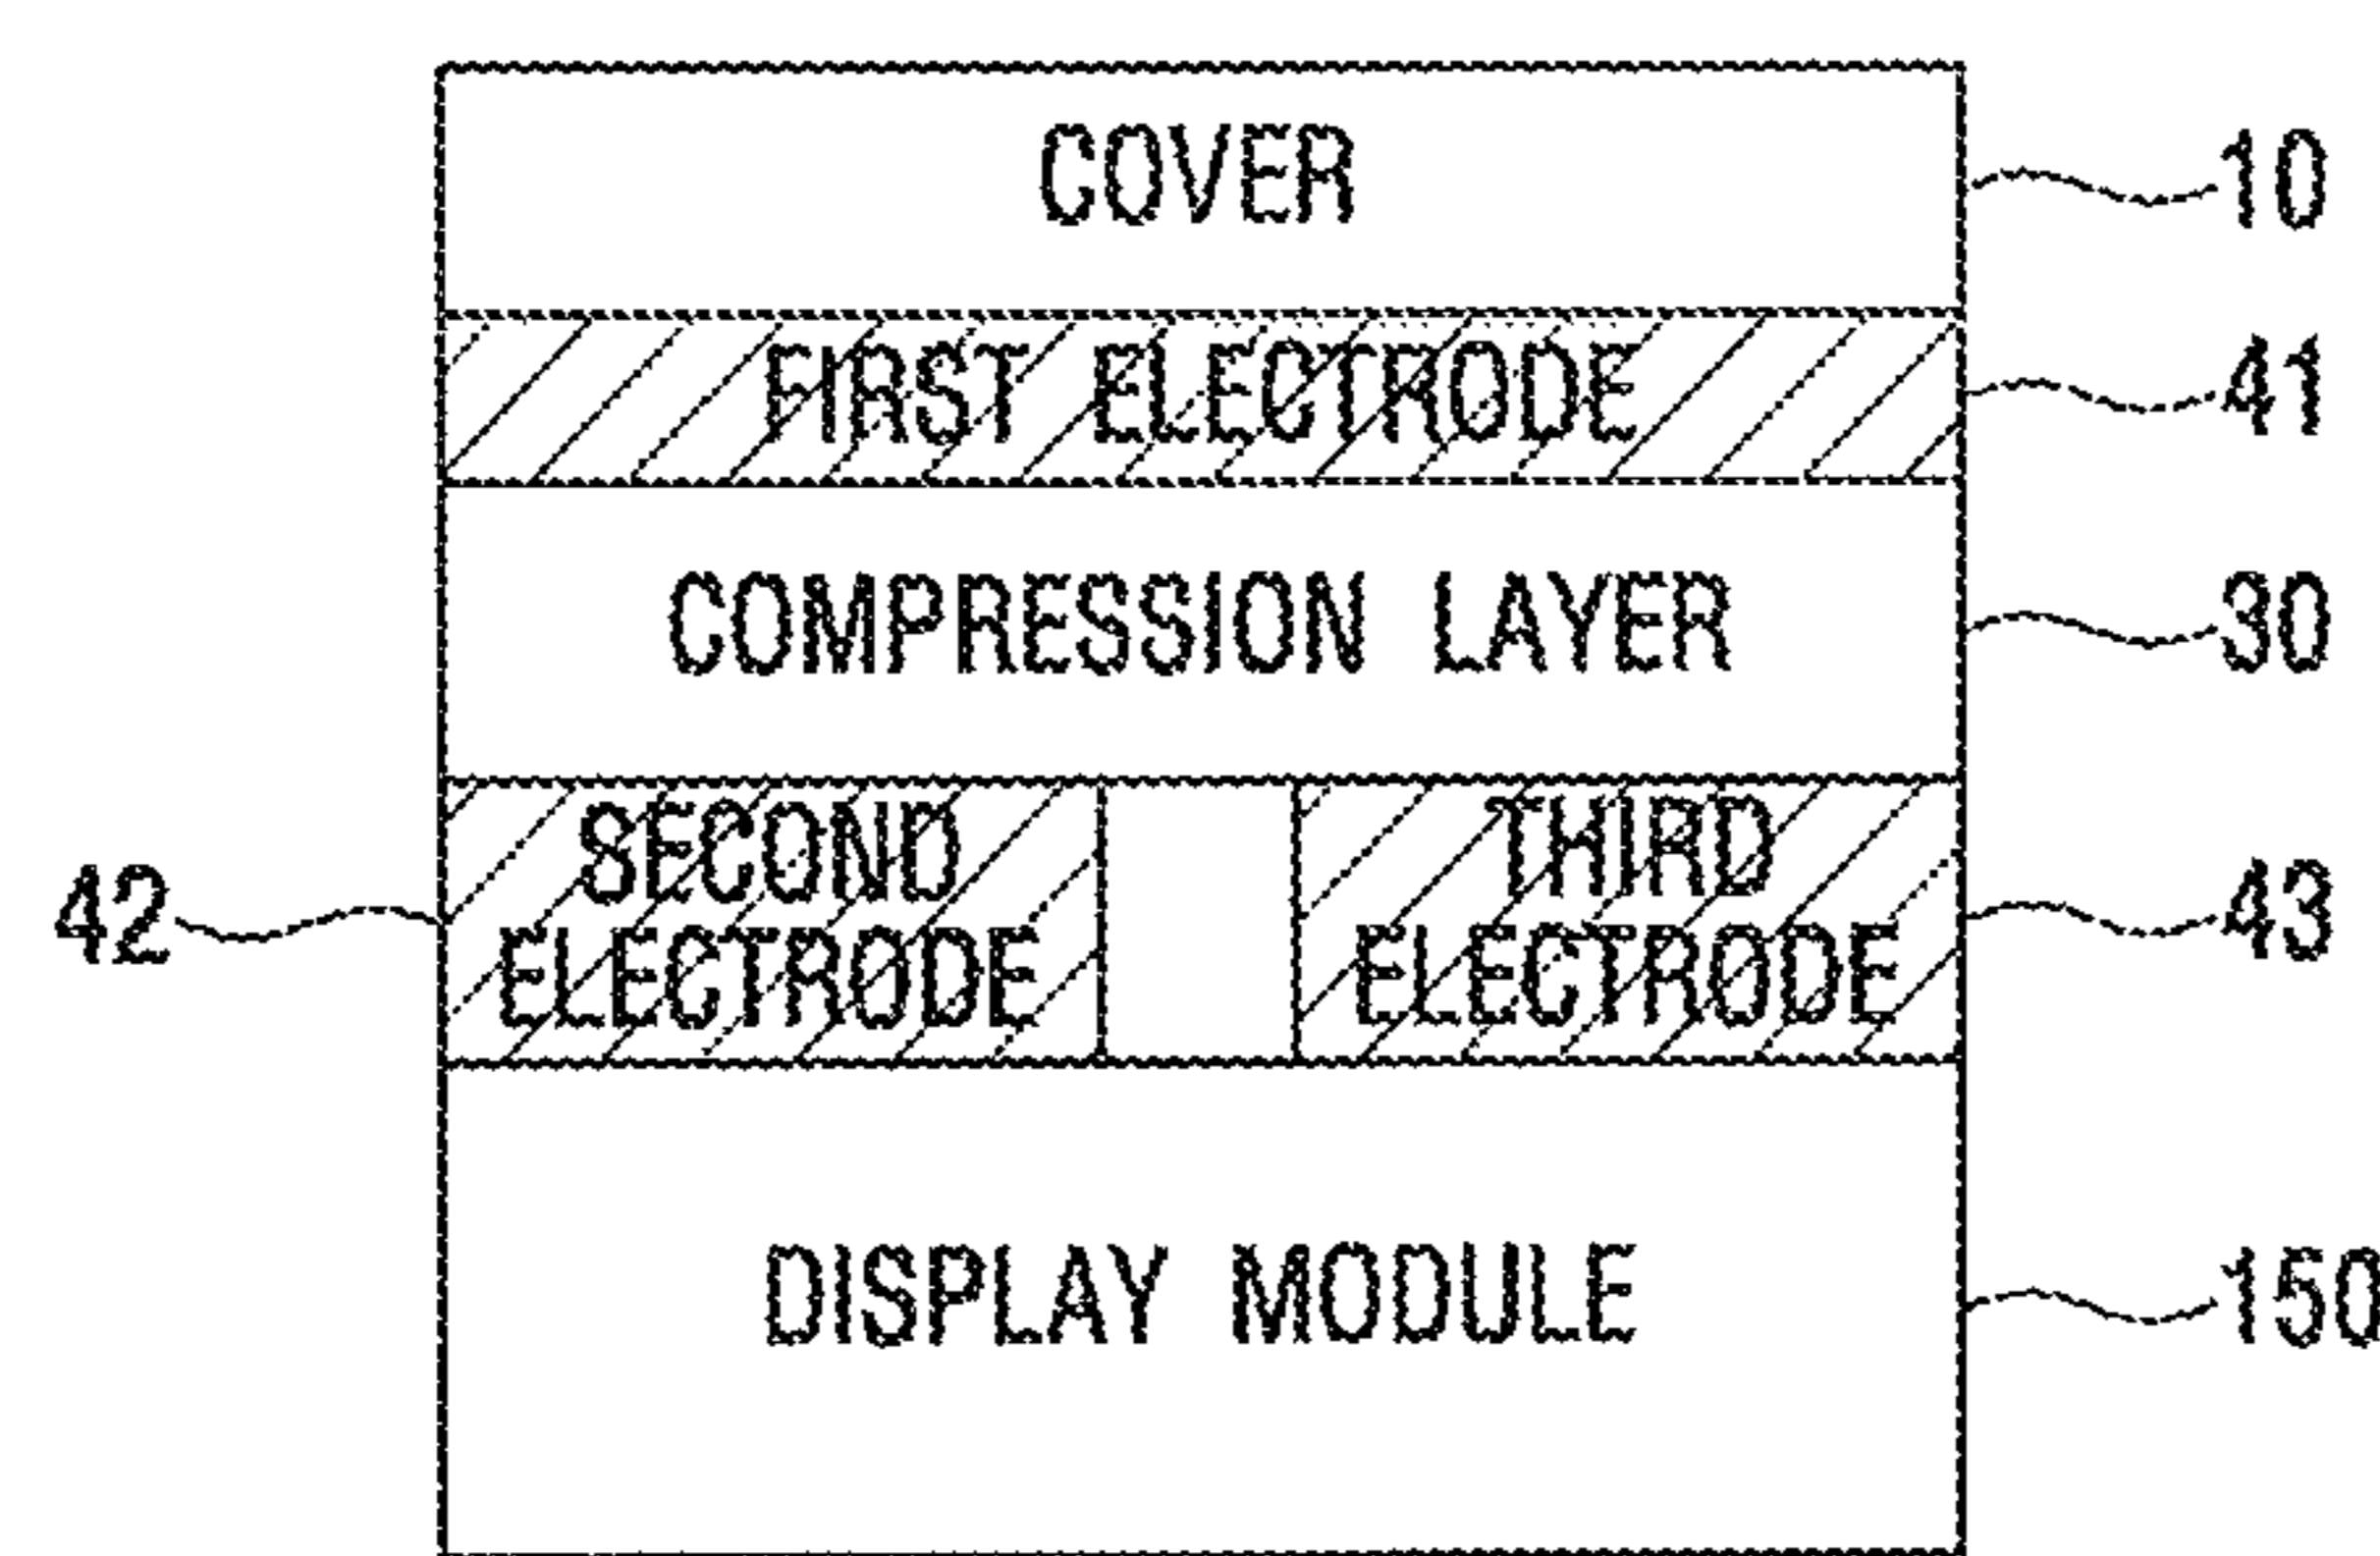 COVER
10
FIRST ELECTRODE
41
COMPRESSION LAYER
30
42
SECOND
ELECTRODE
THIRD
ELECTRODE
43
DISPLAY MODULE
150